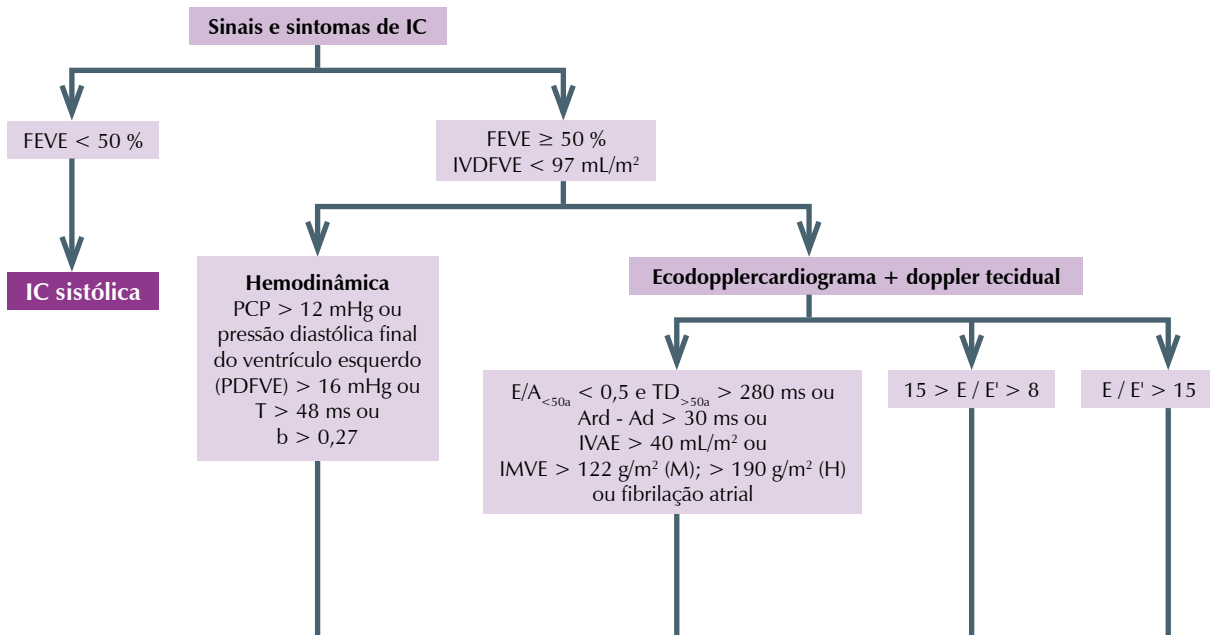 Sinais e sintomas de IC
FEVE < 50 %
FEVE ≥ 50 %
IVDFVE < 97 mL/m²
IC sistólica
Hemodinâmica
PCP > 12 mHg ou
pressão diastólica final
do ventrículo esquerdo
(PDFVE) > 16 mHg ou
T > 48 ms ou
b > 0,27
Ecodopplercardiograma + doppler tecidual
E/A<50a < 0,5 e TD>50a > 280 ms ou
Ard - Ad > 30 ms ou
IVAE > 40 mL/m² ou
IMVE > 122 g/m² (M); > 190 g/m² (H)
ou fibrilação atrial
15 > E / E' > 8
E / E' > 15